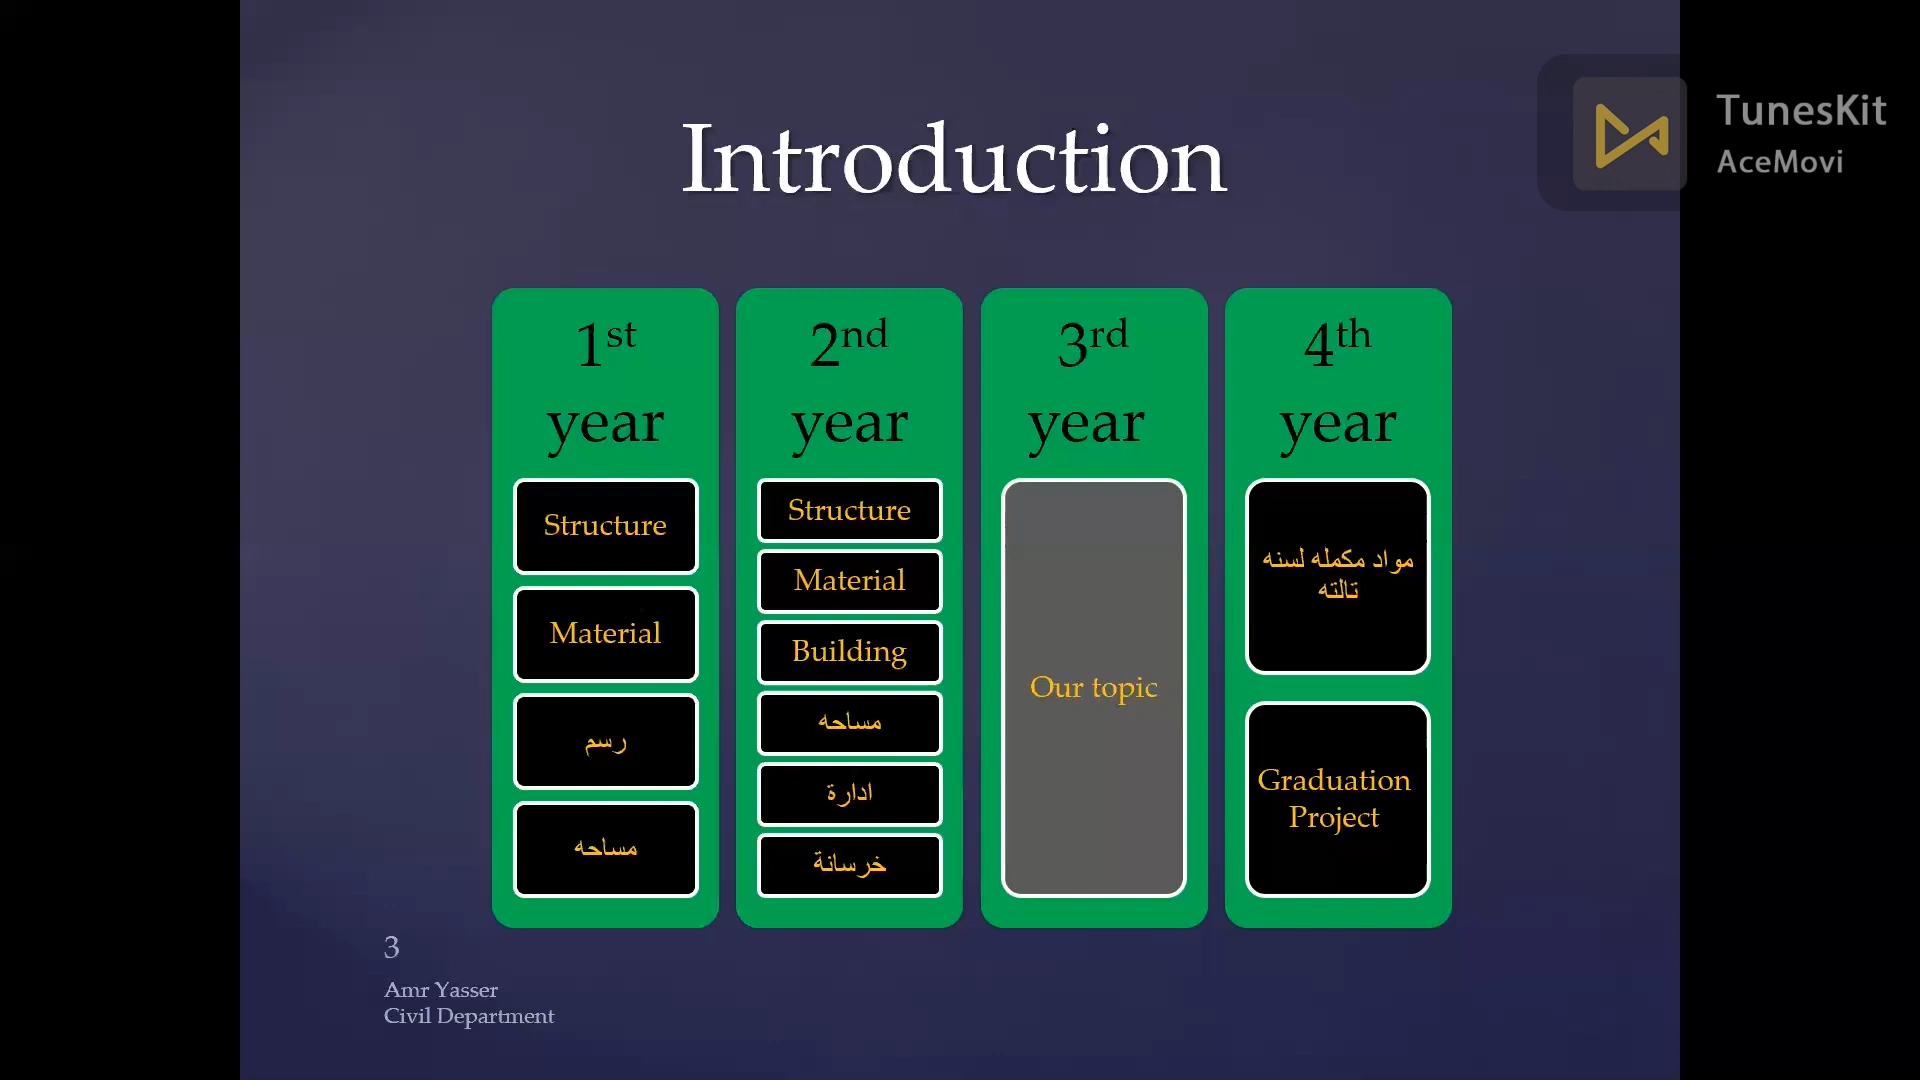 Introduction
TunesKit
AceMovi
1st
year
Structure
Material
رسم
مساحه
2nd
year
Structure
Material
Building
مساحه
ادارة
خرسانة
3rd
year
Our topic
4th
year
مواد مكمله لسنه
تالته
Graduation
Project
3
Amr Yasser
Civil Department